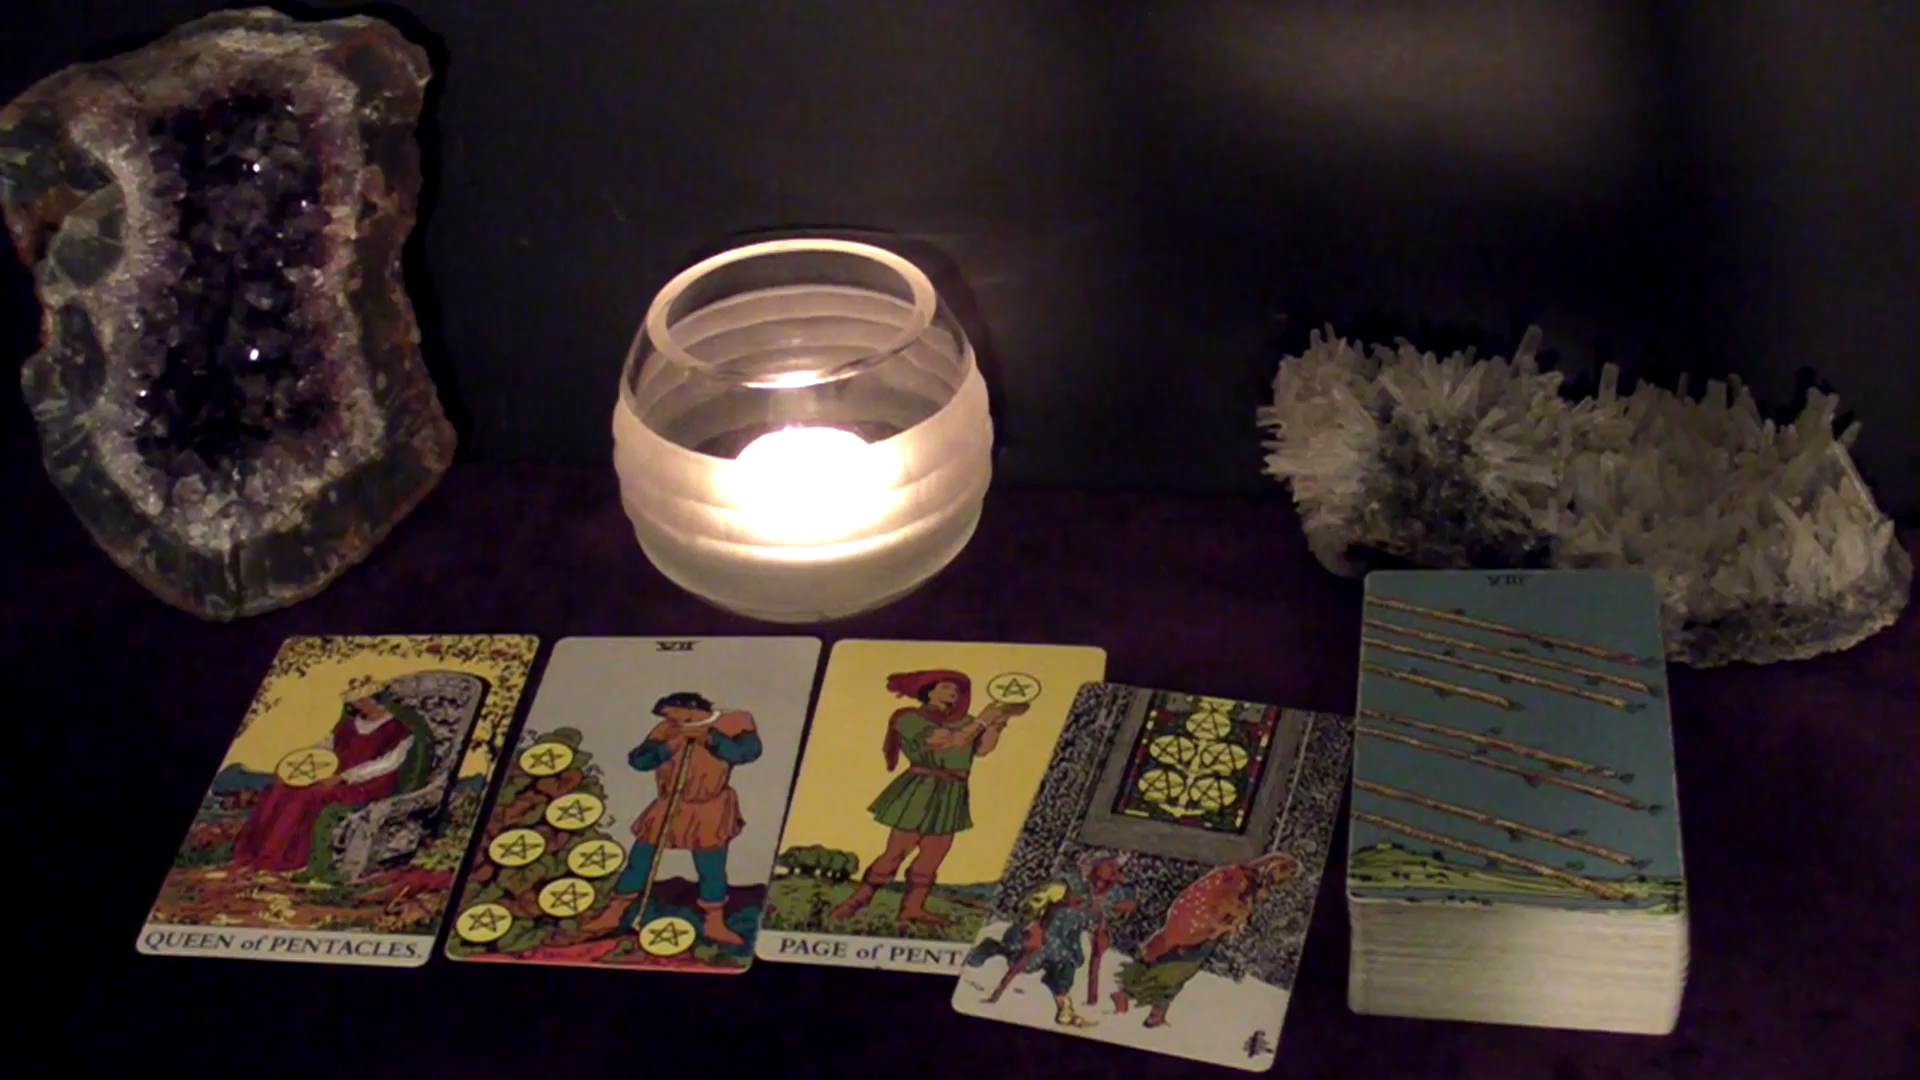 VIII
VII
QUEEN of PENTACLES.
PAGE of PENT